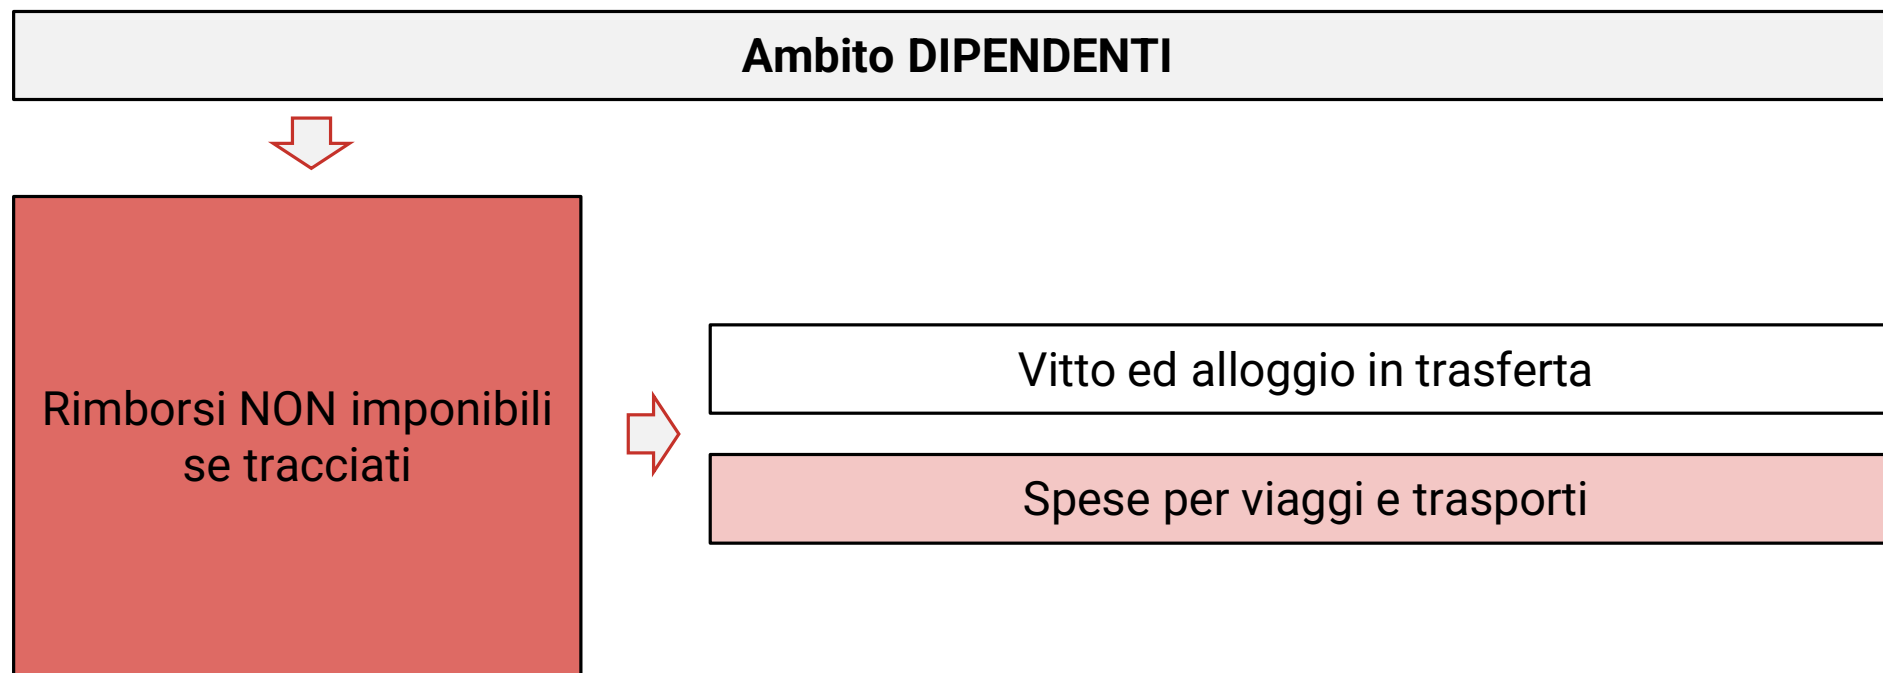 Ambito DIPENDENTI
Rimborsi NON imponibili
se tracciati
Vitto ed alloggio in trasferta
Spese per viaggi e trasporti